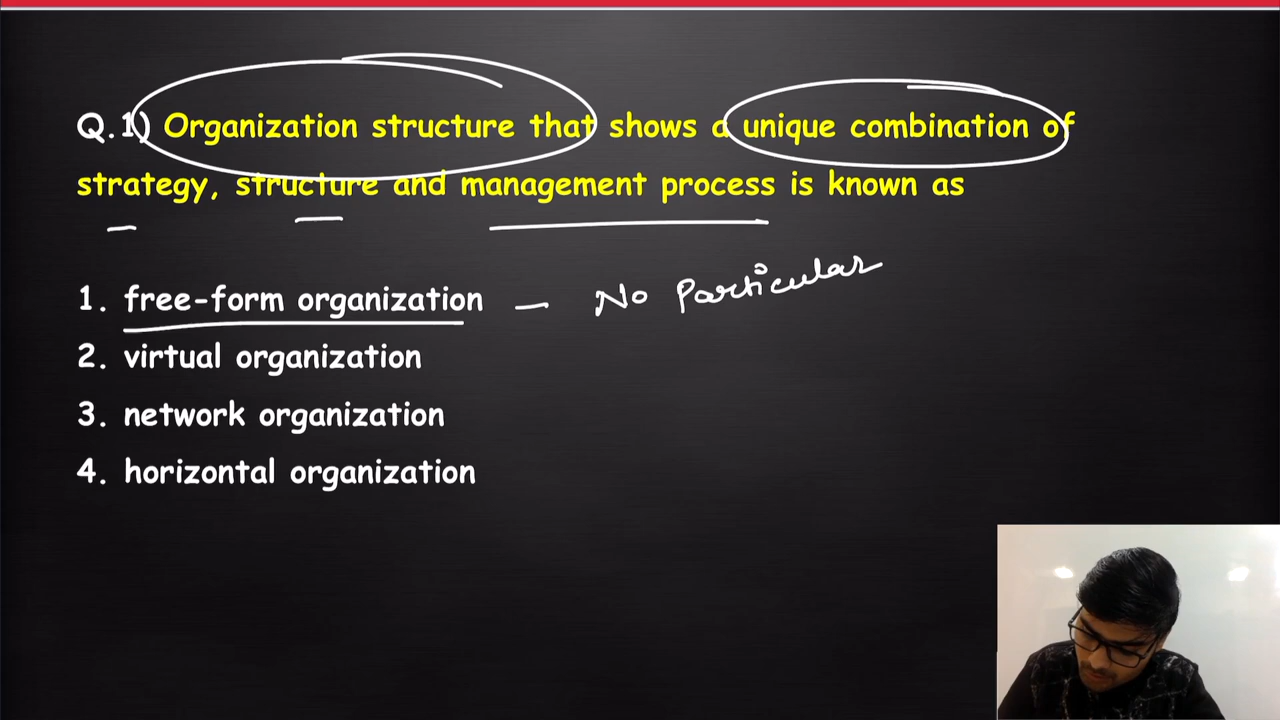 Q.1) Organization structure that shows a unique combination of
strategy, structure and management process is known as
1. free-form organization - No Particular
2. virtual organization
3. network organization
4. horizontal organization